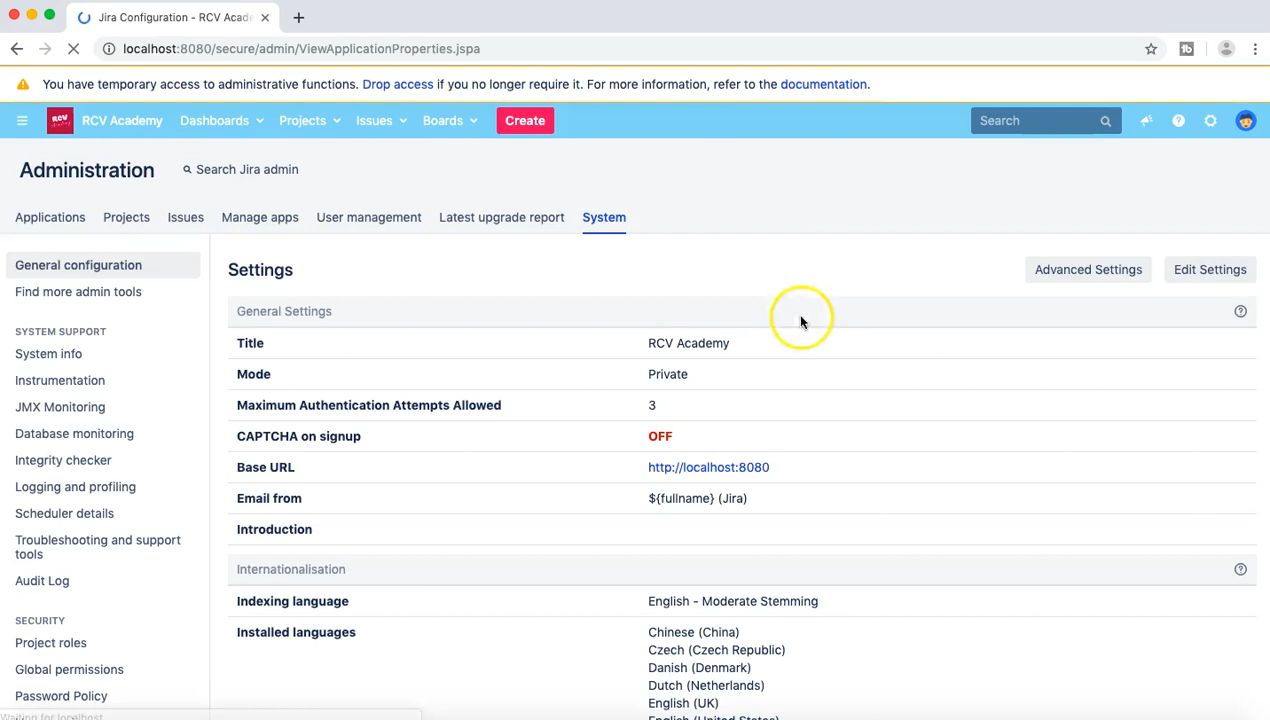 Jira Configuration - RCV Acade
localhost:8080/secure/admin/ViewApplicationProperties.jspa
You have temporary access to administrative functions. Drop access if you no longer require it. For more information, refer to the documentation.
RCV Academy Dashboards Projects Issues Boards Create Search
Administration Search Jira admin
Applications Projects Issues Manage apps User management Latest upgrade report System
General configuration
Find more admin tools
SYSTEM SUPPORT
System info
Instrumentation
JMX Monitoring
Database monitoring
Integrity checker
Logging and profiling
Scheduler details
Troubleshooting and support
tools
Audit Log
SECURITY
Project roles
Global permissions
Password Policy
Waiting for localhost
Settings Advanced Settings Edit Settings
General Settings
Title RCV Academy
Mode Private
Maximum Authentication Attempts Allowed 3
CAPTCHA on signup OFF
Base URL http://localhost:8080
Email from ${fullname} (Jira)
Introduction
Internationalisation
Indexing language English - Moderate Stemming
Installed languages Chinese (China)
Czech (Czech Republic)
Danish (Denmark)
Dutch (Netherlands)
English (UK)
English (United States)